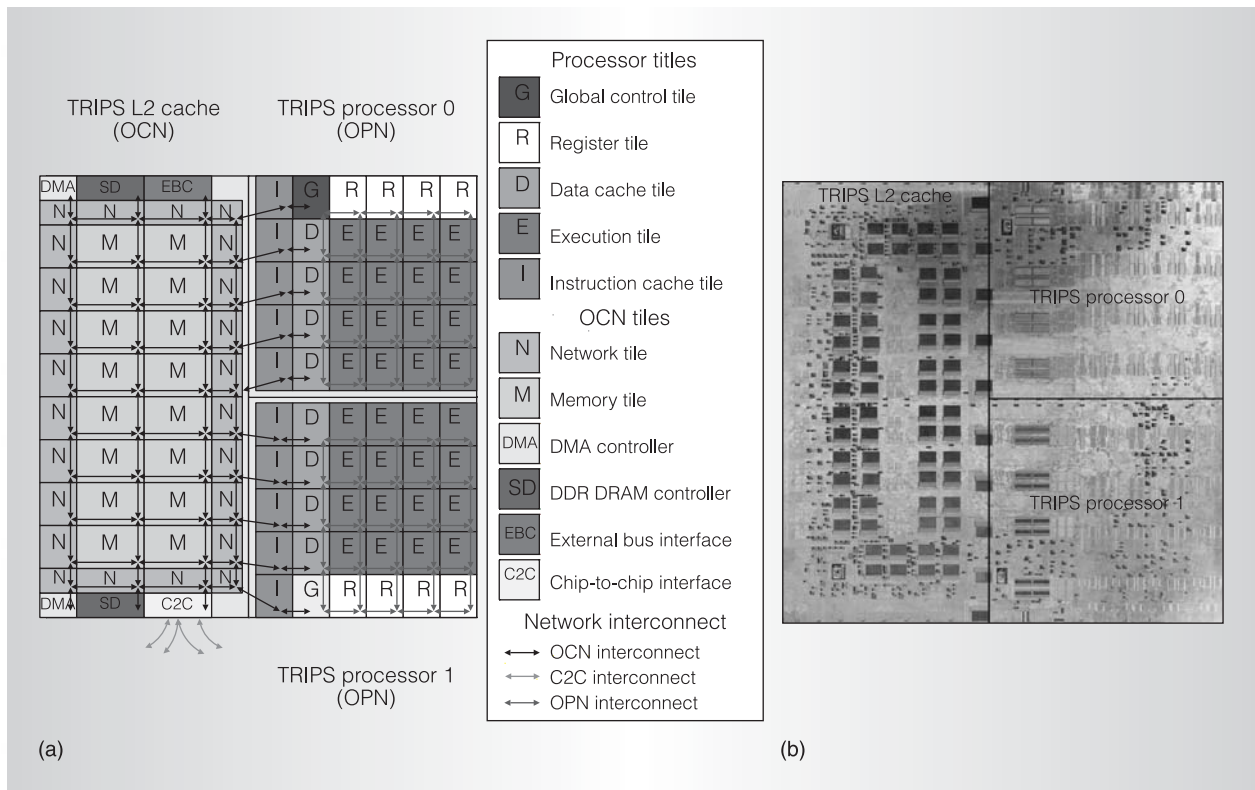 TRIPS L2 cache
(OCN)
TRIPS processor 0
(OPN)
DMA SD EBC I G R R R R
N N N N
N M M N I D E E E E
N M M N I D E E E E
N M M N I D E E E E
N M M N I D E E E E
N M M N I D E E E E
N M M N I D E E E E
N M M N I D E E E E
N M M N I D E E E E
N N N N
DMA SD C2C I G R R R R
TRIPS processor 1
(OPN)
(a)
Processor titles
G Global control tile
R Register tile
D Data cache tile
E Execution tile
I Instruction cache tile
OCN tiles
N Network tile
M Memory tile
DMA DMA controller
SD DDR DRAM controller
EBC External bus interface
C2C Chip-to-chip interface
Network interconnect
OCN interconnect
C2C interconnect
OPN interconnect
TRIPS L2 cache
TRIPS processor 0
TRIPS processor 1
(b)